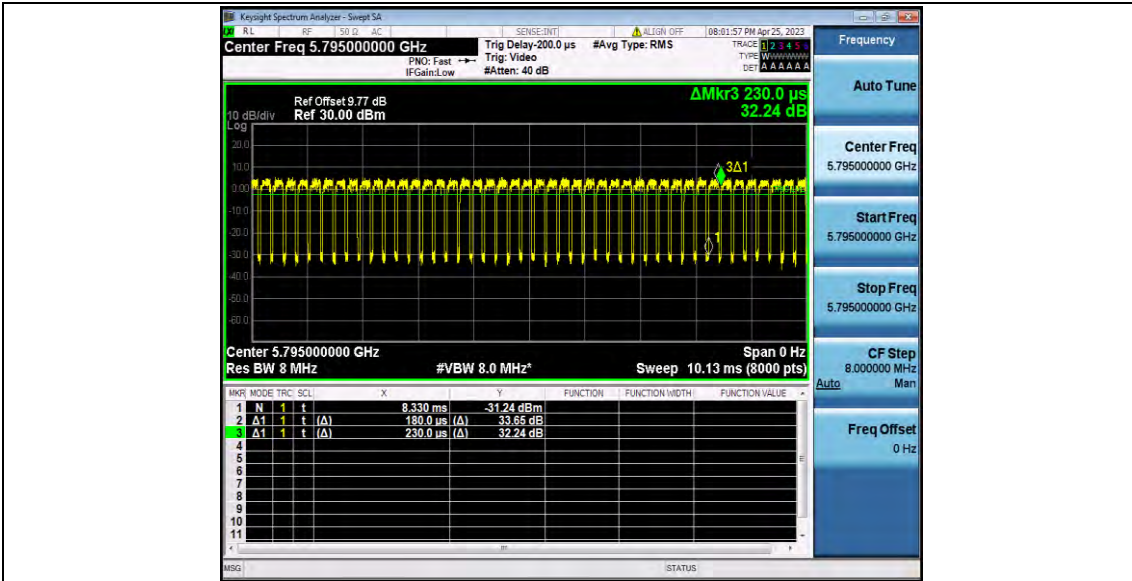 Keysight Spectrum Analyzer - Swept SA
RL RF 50 Ω AC SENSE:INT ALIGN OFF 08:01:57 PM Apr 25, 2023
Center Freq 5.795000000 GHz
PNO: Fast
IFGain:Low
Trig Delay-200.0 µs
Trig: Video
#Atten: 40 dB
#Avg Type: RMS
TRACE 1 2 3 4 5 6
TYPE WWWWWW
DET A A A A A A
ΔMkr3 230.0 µs
32.24 dB
Ref Offset 9.77 dB
10 dB/div Ref 30.00 dBm
Log
20.0
10.0
0.00
-10.0
-20.0
-30.0
-40.0
-50.0
-60.0
3Δ1
1
Center 5.795000000 GHz Span 0 Hz
Res BW 8 MHz #VBW 8.0 MHz* Sweep 10.13 ms (8000 pts)
MKR MODE TRC SCL X Y FUNCTION FUNCTION WIDTH FUNCTION VALUE
1 N 1 t 8.330 ms -31.24 dBm
2 Δ1 1 t (Δ) 180.0 µs (Δ) 33.65 dB
3 Δ1 1 t (Δ) 230.0 µs (Δ) 32.24 dB
4
5
6
7
8
9
10
11
MSG STATUS
Frequency
Auto Tune
Center Freq
5.795000000 GHz
Start Freq
5.795000000 GHz
Stop Freq
5.795000000 GHz
CF Step
8.000000 MHz
Auto Man
Freq Offset
0 Hz